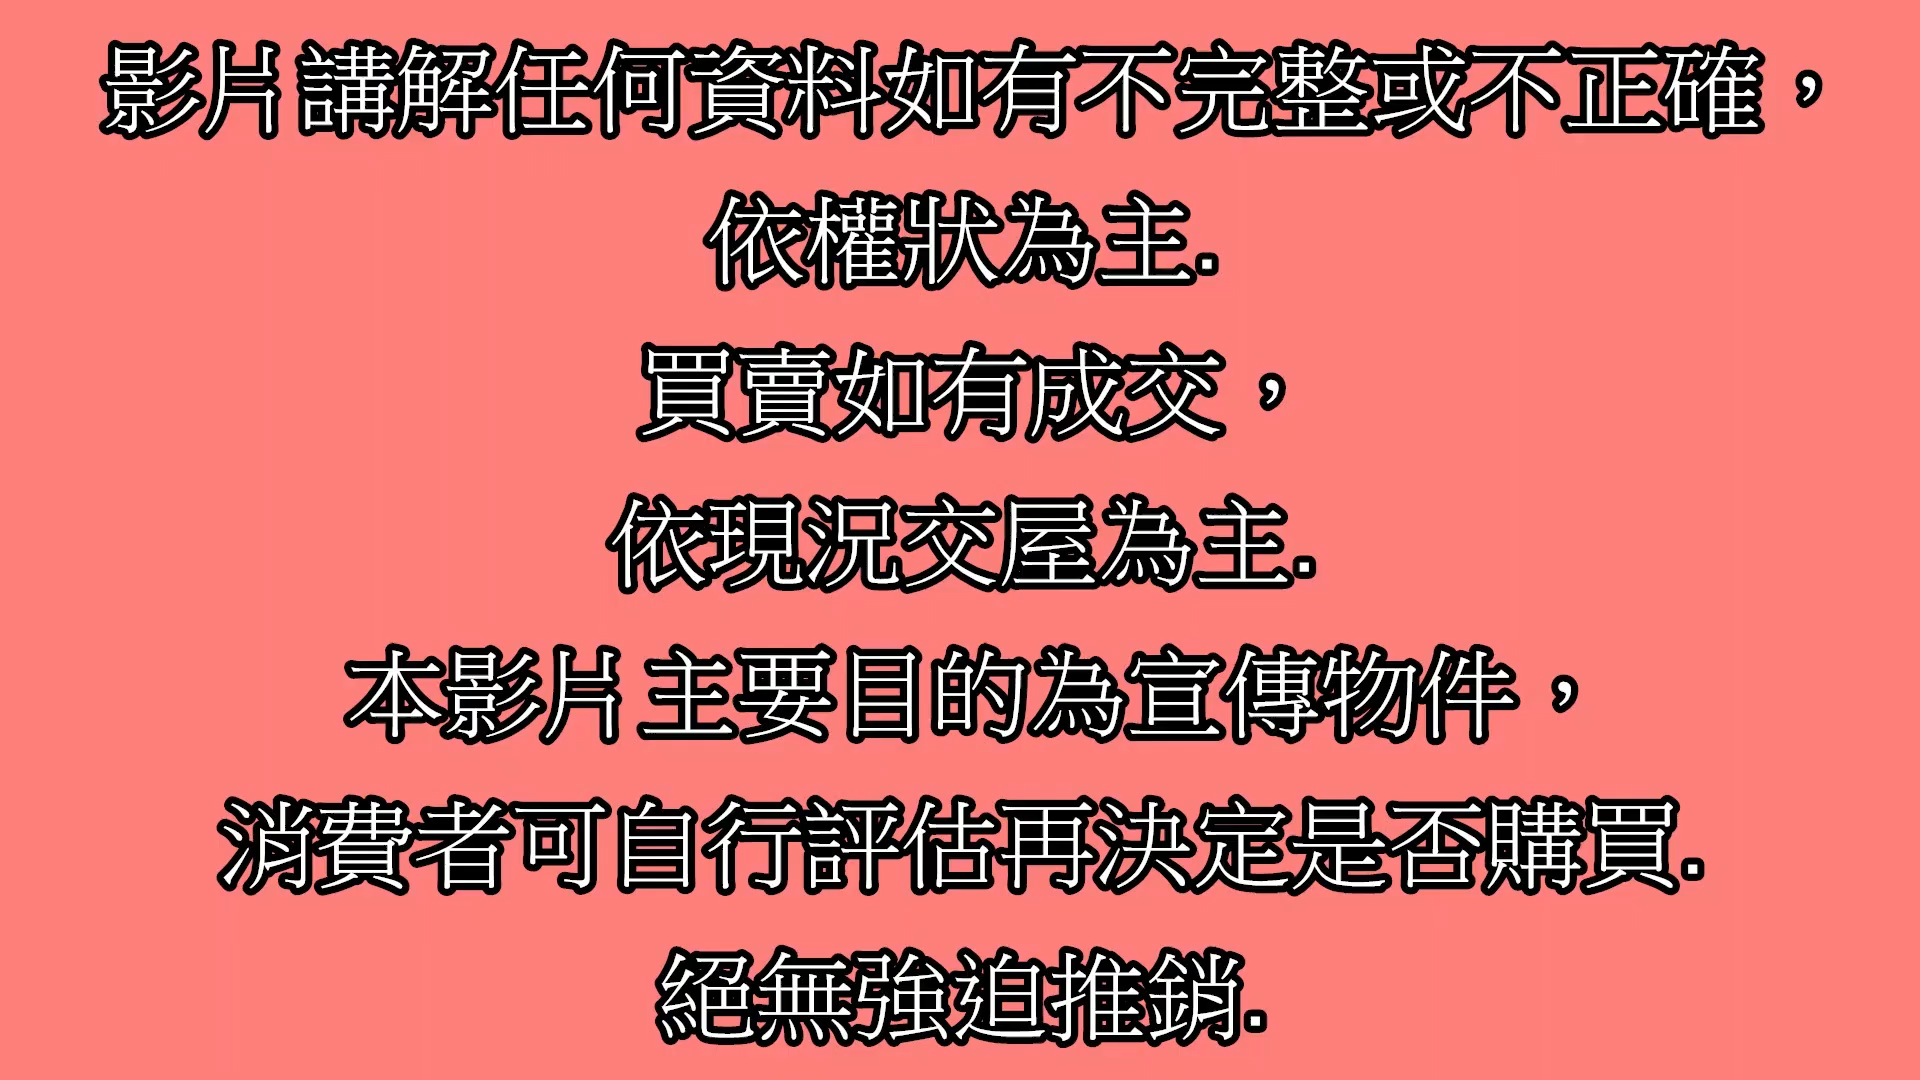 影片講解任何資料如有不完整或不正確，
依權狀為主.
買賣如有成交，
依現況交屋為主.
本影片主要目的為宣傳物件，
消費者可自行評估再決定是否購買.
絕無強迫推銷.